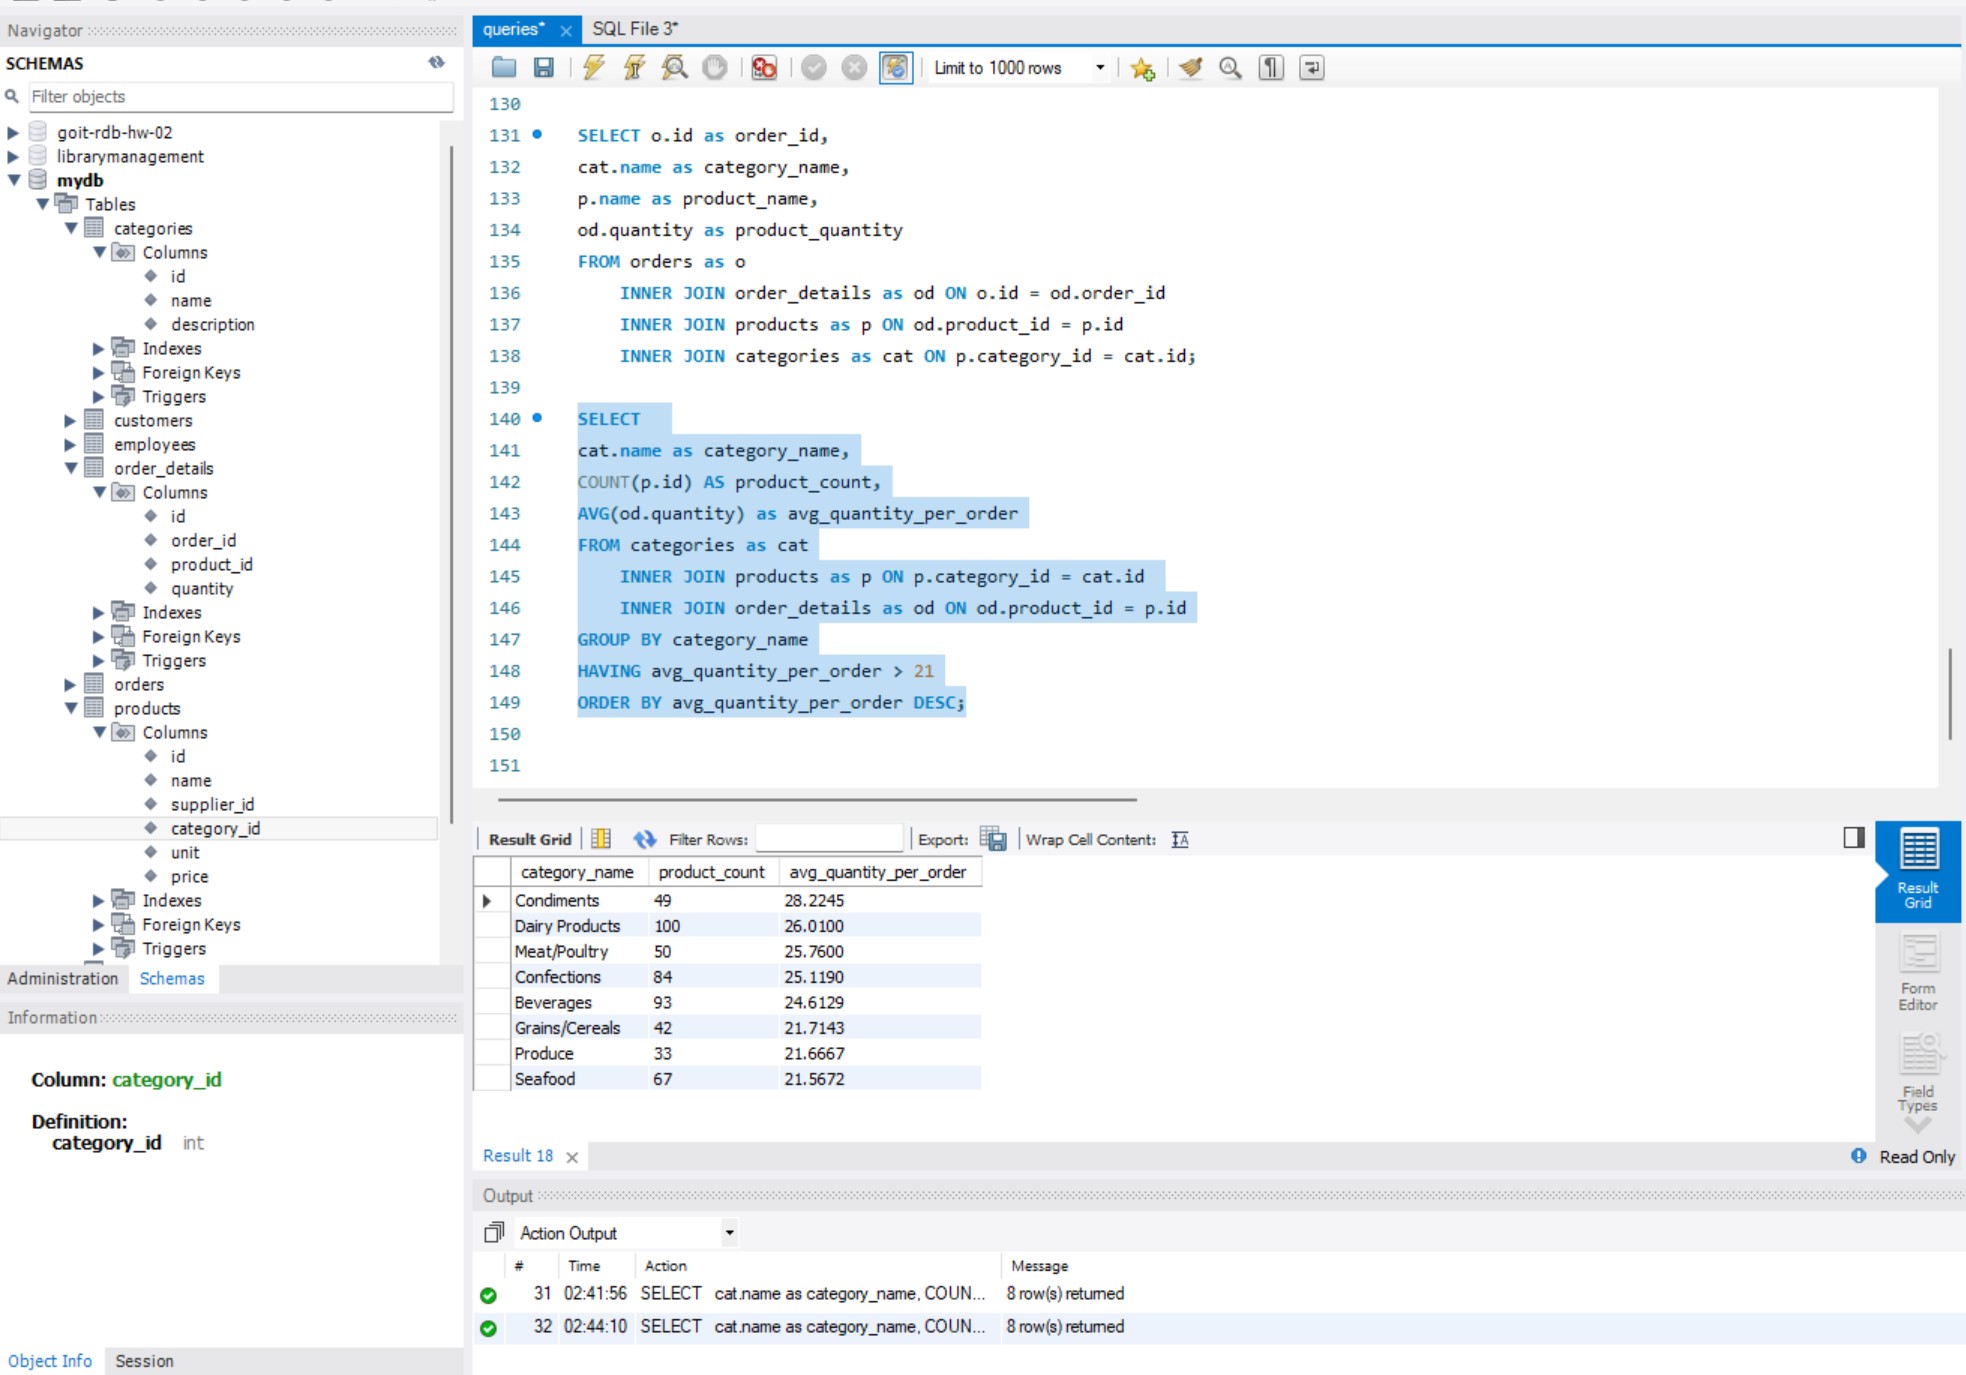 Navigator
SCHEMAS
Filter objects
goit-rdb-hw-02
librarymanagement
mydb
Tables
categories
Columns
id
name
description
Indexes
Foreign Keys
Triggers
customers
employees
order_details
Columns
id
order_id
product_id
quantity
Indexes
Foreign Keys
Triggers
orders
products
Columns
id
name
supplier_id
category_id
unit
price
Indexes
Foreign Keys
Triggers
Administration Schemas
Information
Column: category_id
Definition:
category_id int
Object Info Session
queries* SQL File 3*
Limit to 1000 rows
130
131 SELECT o.id as order_id,
132 cat.name as category_name,
133 p.name as product_name,
134 od.quantity as product_quantity
135 FROM orders as o
136 INNER JOIN order_details as od ON o.id = od.order_id
137 INNER JOIN products as p ON od.product_id = p.id
138 INNER JOIN categories as cat ON p.category_id = cat.id;
139
140 SELECT
141 cat.name as category_name,
142 COUNT(p.id) AS product_count,
143 AVG(od.quantity) as avg_quantity_per_order
144 FROM categories as cat
145 INNER JOIN products as p ON p.category_id = cat.id
146 INNER JOIN order_details as od ON od.product_id = p.id
147 GROUP BY category_name
148 HAVING avg_quantity_per_order > 21
149 ORDER BY avg_quantity_per_order DESC;
150
151
Result Grid Filter Rows: Export: Wrap Cell Content:
category_name product_count avg_quantity_per_order
Condiments 49 28.2245
Dairy Products 100 26.0100
Meat/Poultry 50 25.7600
Confections 84 25.1190
Beverages 93 24.6129
Grains/Cereals 42 21.7143
Produce 33 21.6667
Seafood 67 21.5672
Result
Grid
Form
Editor
Field
Types
Result 18
Read Only
Output
Action Output
# Time Action Message
31 02:41:56 SELECT cat.name as category_name, COUN... 8 row(s) returned
32 02:44:10 SELECT cat.name as category_name, COUN... 8 row(s) returned